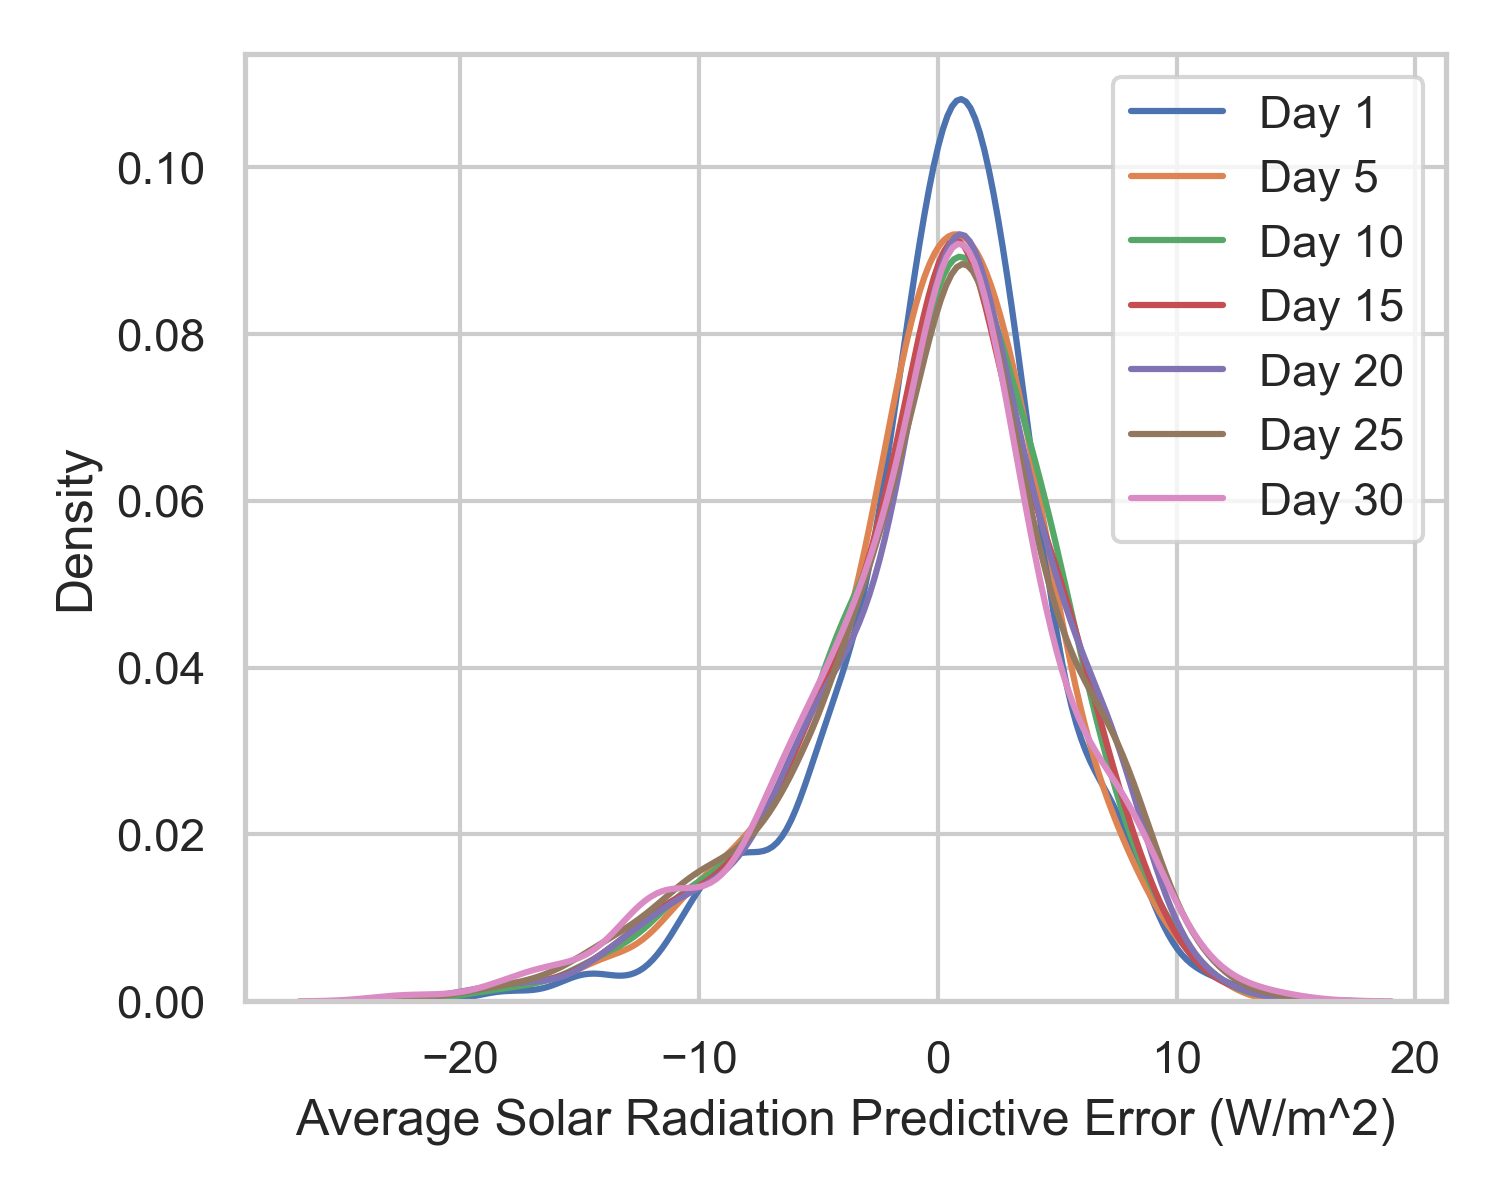 Day 1
Day 5
Day 10
Day 15
Day 20
Day 25
Day 30
0.10
0.08
0.06
0.04
0.02
0.00
Density
−20 −10 0 10 20
Average Solar Radiation Predictive Error (W/m^2)